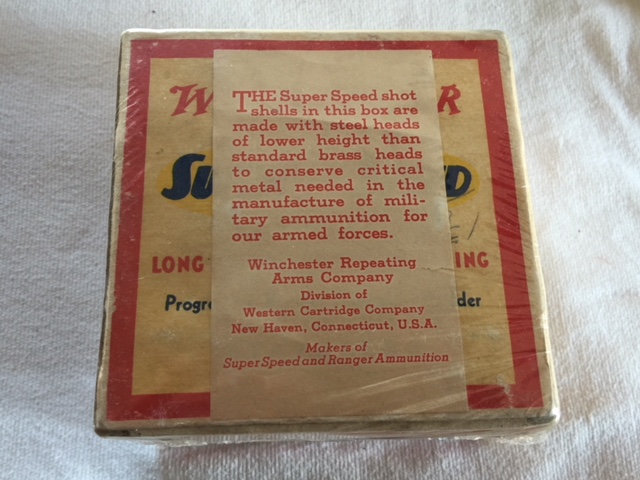 W R
THE Super Speed shot
shells in this box are
made with steel heads
of lower height than
standard brass heads
to conserve critical
metal needed in the
manufacture of mili-
tary ammunition for
our armed forces.
SU D
LONG ING
Progre der
Winchester Repeating
Arms Company
Division of
Western Cartridge Company
New Haven, Connecticut, U.S.A.
Makers of
Super Speed and Ranger Ammunition